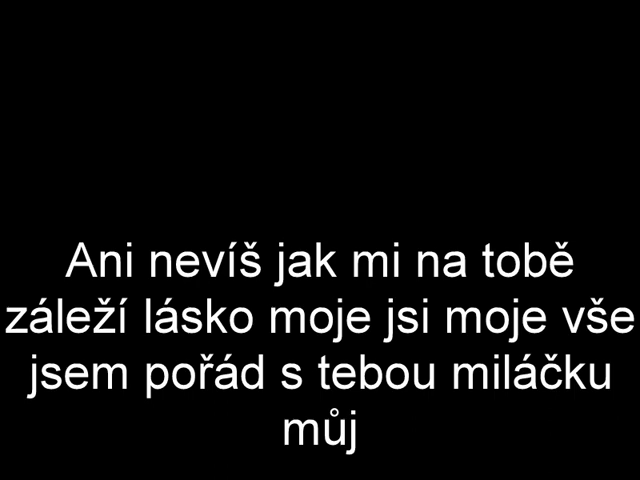 Ani nevíš jak mi na tobě
záleží lásko moje jsi moje vše
jsem pořád s tebou miláčku
můj